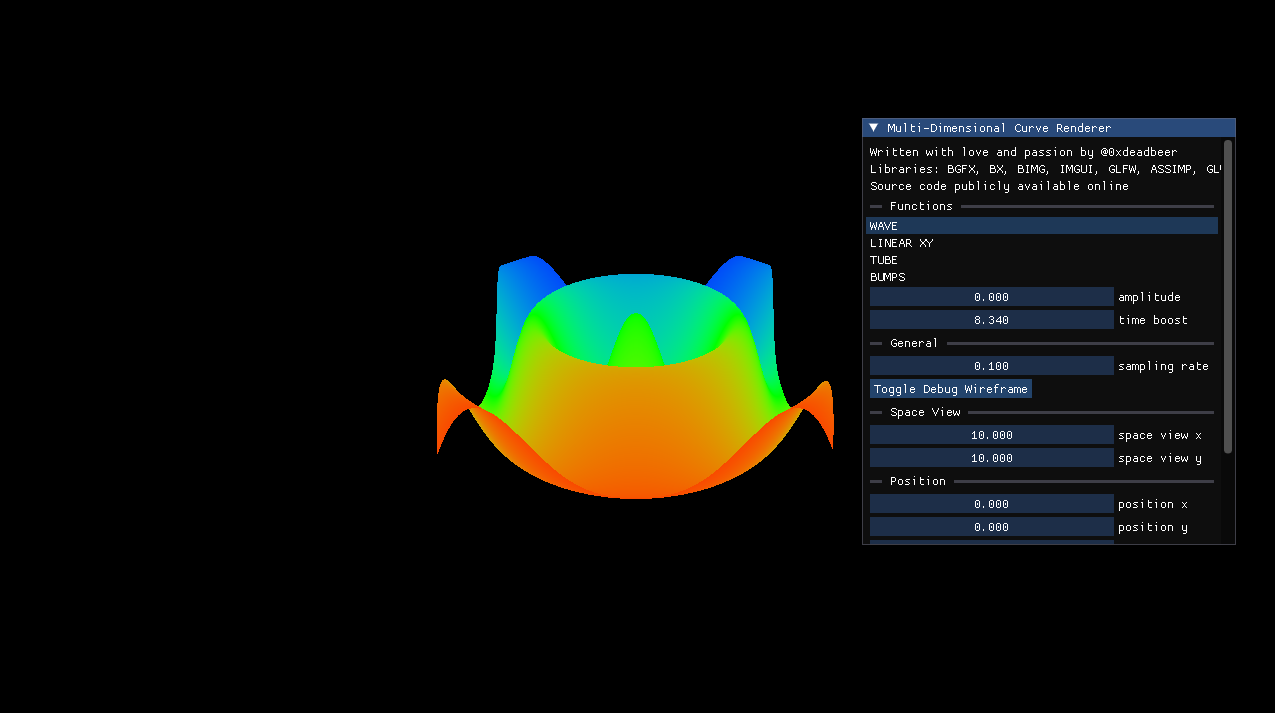 Multi-Dimensional Curve Renderer
Written with love and passion by @0xdeadbeer
Libraries: BGFX, BX, BIMG, IMGUI, GLFW, ASSIMP,
Source code publicly available online
Functions
WAVE
LINEAR XY
TUBE
BUMPS
0.000 amplitude
8.340 time boost
General
0.100 sampling rate
Toggle Debug Wireframe
Space View
10.000 space view x
10.000 space view y
Position
0.000 position x
0.000 position y